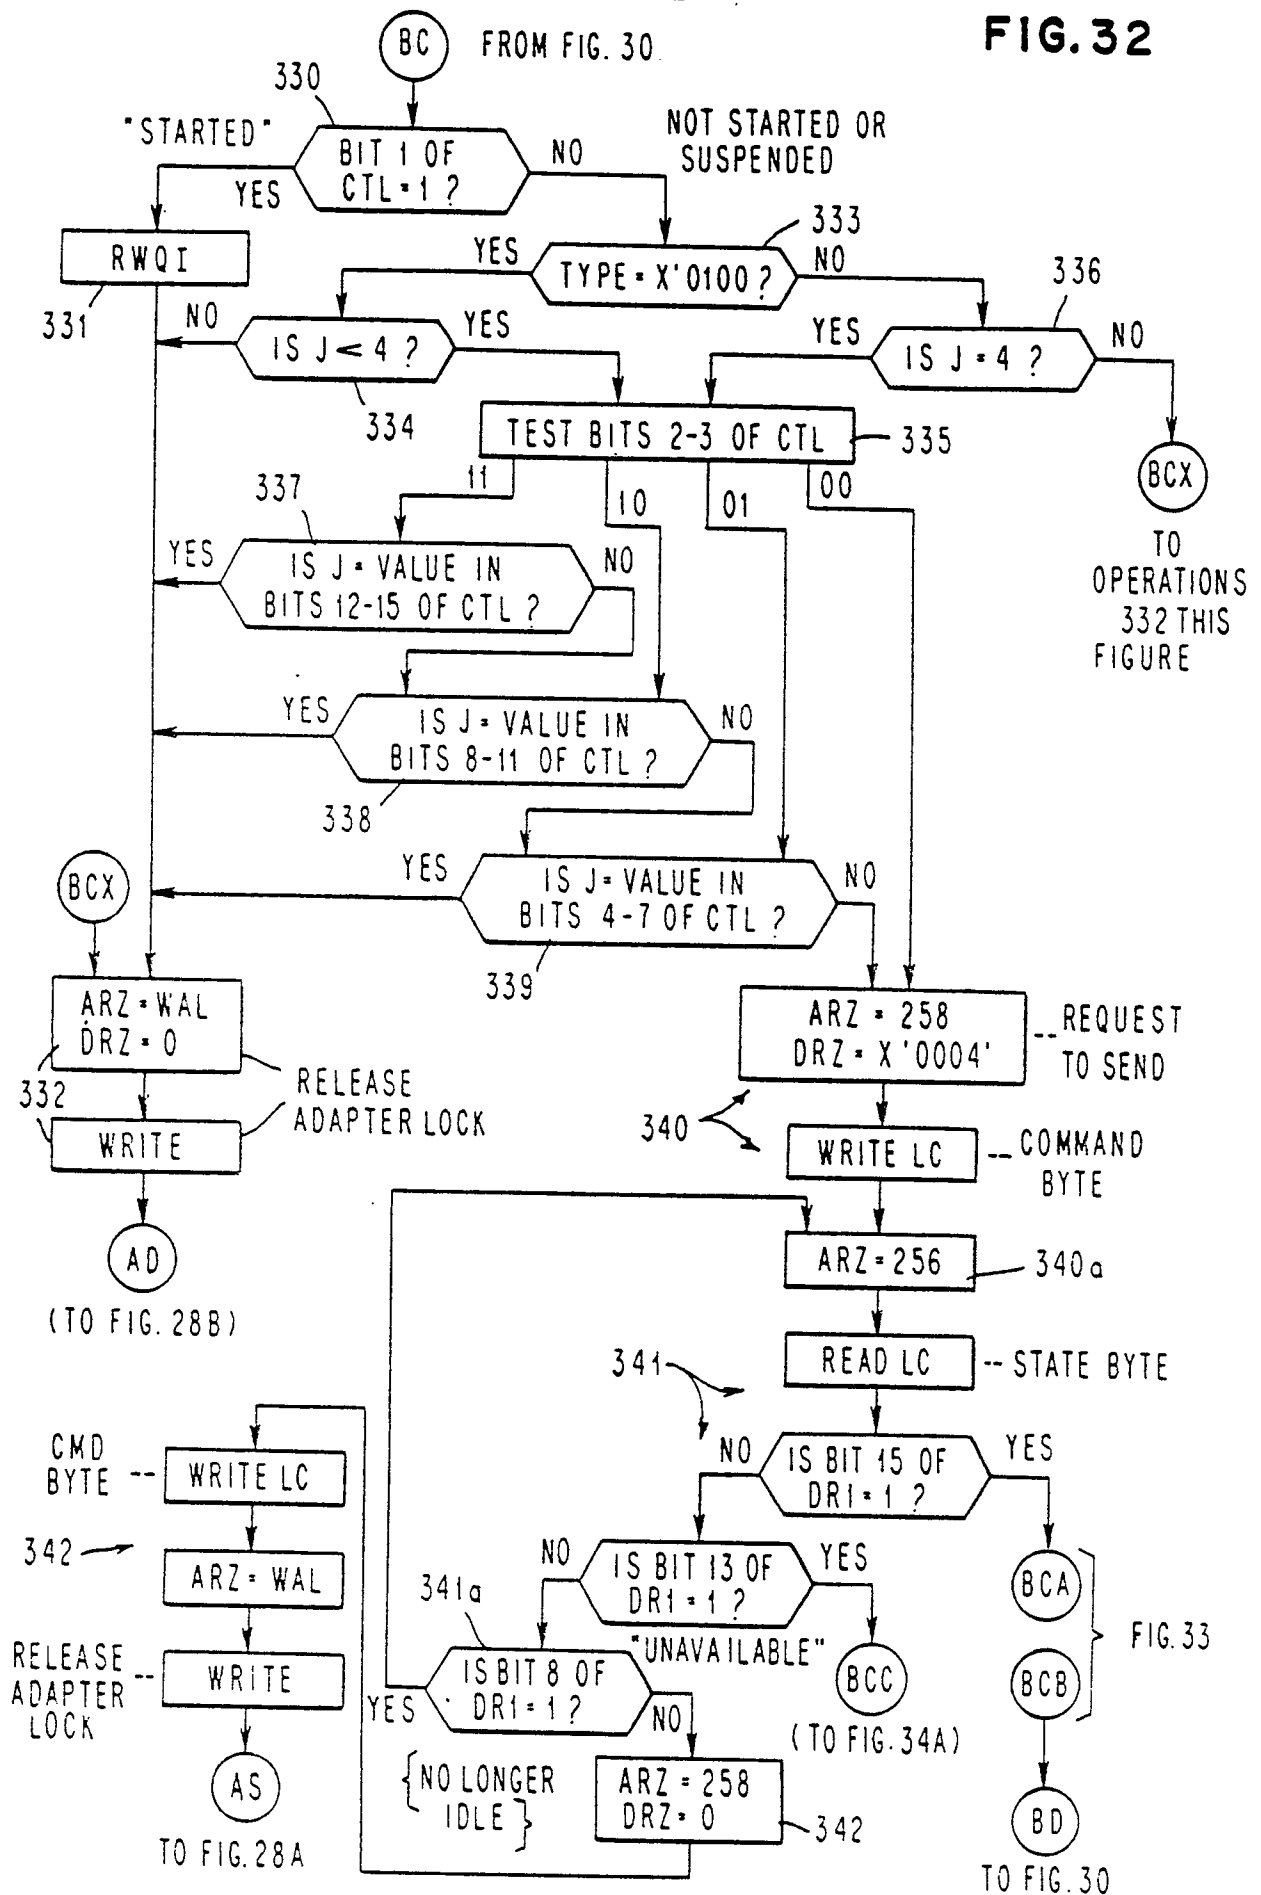 FIG. 32
BC
FROM FIG. 30
330
"STARTED"
BIT 1 OF
CTL = 1 ?
YES
NO
NOT STARTED OR
SUSPENDED
RWQI
331
333
YES
TYPE = X'0100 ?
NO
336
NO
IS J < 4 ?
YES
334
YES
IS J = 4 ?
NO
TEST BITS 2-3 OF CTL
335
BCX
TO
OPERATIONS
332 THIS
FIGURE
11
10
01
00
337
YES
IS J = VALUE IN
BITS 12-15 OF CTL ?
NO
YES
IS J = VALUE IN
BITS 8-11 OF CTL ?
NO
338
BCX
YES
IS J = VALUE IN
BITS 4-7 OF CTL ?
NO
339
ARZ = WAL
DRZ = 0
332
RELEASE
ADAPTER LOCK
WRITE
AD
(TO FIG. 28B)
ARZ = 258
DRZ = X'0004'
--REQUEST
TO SEND
340
WRITE LC
--COMMAND
BYTE
ARZ = 256
340a
READ LC
--STATE BYTE
341
NO
IS BIT 15 OF
DR1 = 1 ?
YES
CMD
BYTE --
WRITE LC
342
ARZ = WAL
RELEASE
ADAPTER
LOCK
--
WRITE
AS
TO FIG. 28A
NO
IS BIT 13 OF
DR1 = 1 ?
YES
"UNAVAILABLE"
BCC
(TO FIG. 34A)
BCA
BCB
FIG. 33
BD
TO FIG. 30
341a
IS BIT 8 OF
DR1 = 1 ?
YES
NO
{NO LONGER
IDLE}
ARZ = 258
DRZ = 0
342